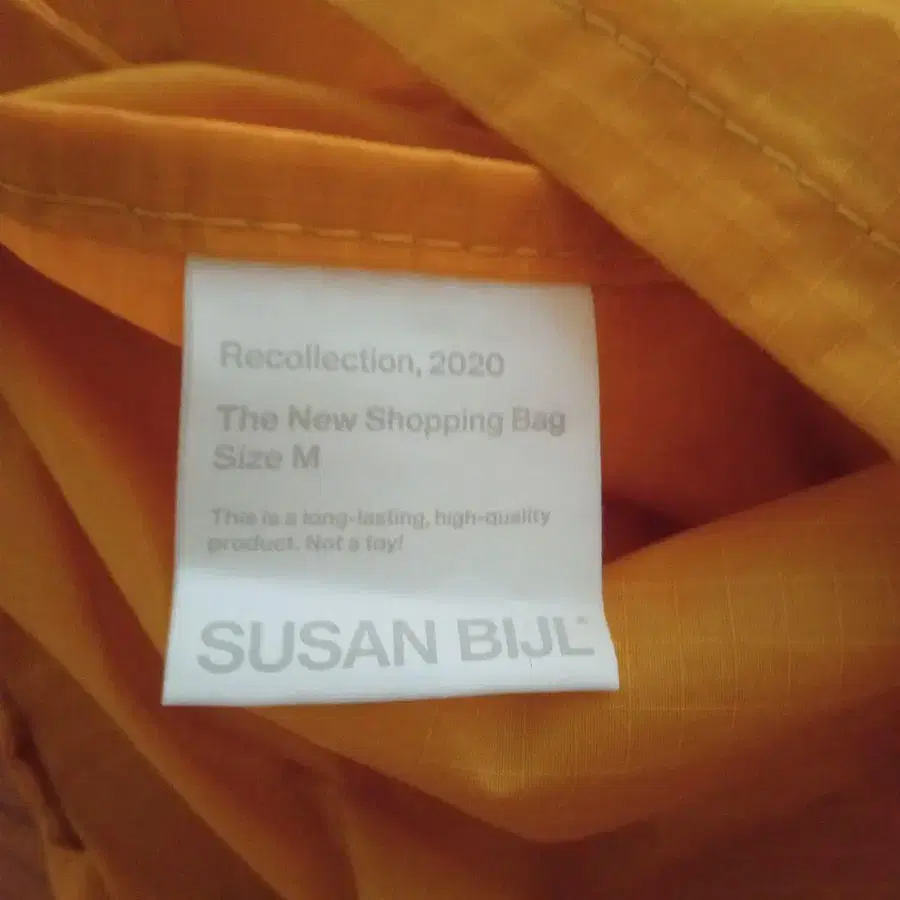 Recollection, 2020
The New Shopping Bag
Size M
This is a long-lasting, high-quality
product. Not a toy!
SUSAN BIJL